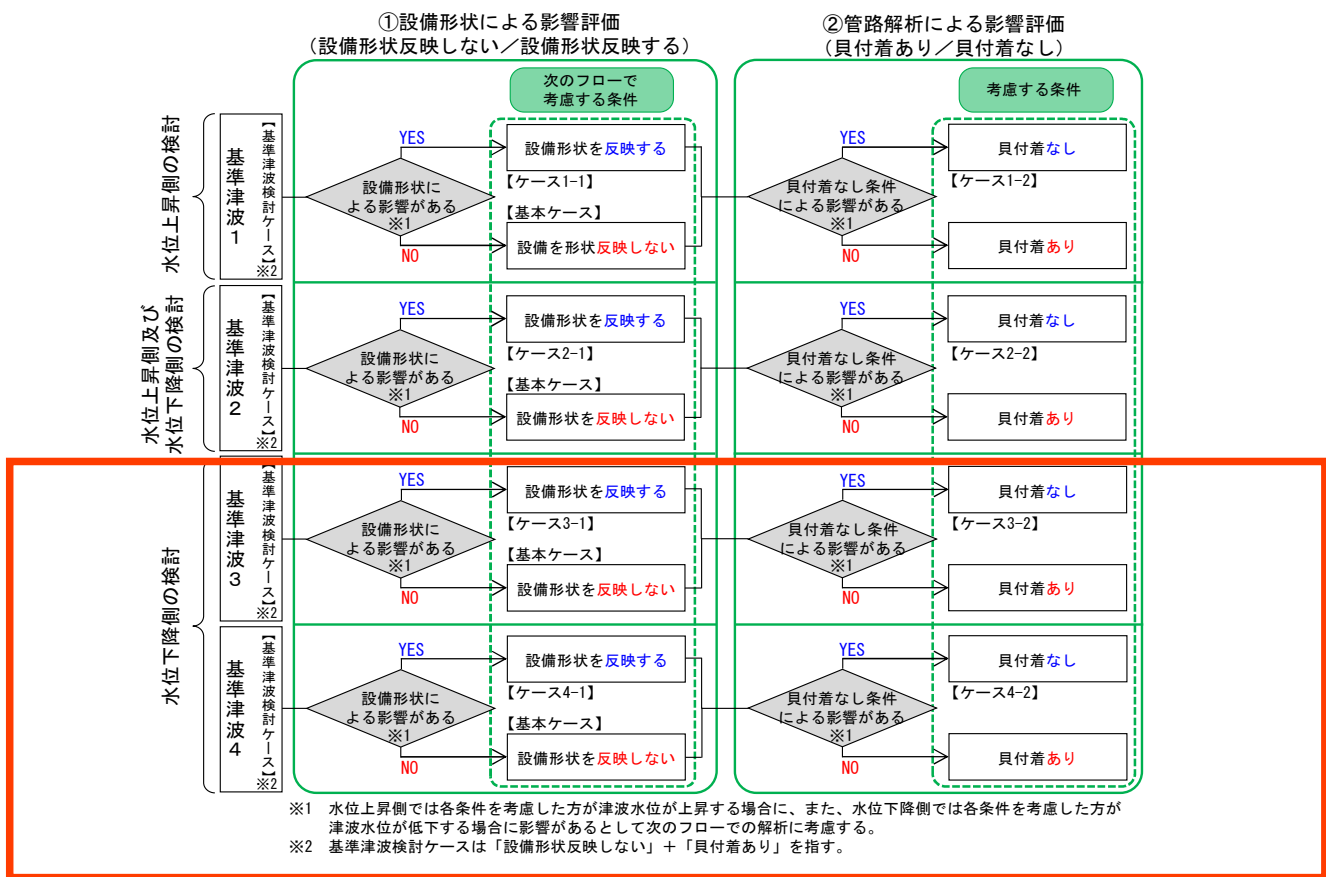 ①設備形状による影響評価
(設備形状反映しない/設備形状反映する)
②管路解析による影響評価
(貝付着あり/貝付着なし)
次のフローで
考慮する条件
考慮する条件
水位上昇側の検討
基準津波1
【基準津波検討ケース】※2
設備形状に
よる影響がある
※1
YES
設備形状を反映する
【ケース1-1】
【基本ケース】
NO
設備を形状反映しない
貝付着なし条件
による影響がある
※1
YES
貝付着なし
【ケース1-2】
NO
貝付着あり
水位上昇側及び
水位下降側の検討
基準津波2
【基準津波検討ケース】※2
設備形状に
よる影響がある
※1
YES
設備形状を反映する
【ケース2-1】
【基本ケース】
NO
設備形状を反映しない
貝付着なし条件
による影響がある
※1
YES
貝付着なし
【ケース2-2】
NO
貝付着あり
水位下降側の検討
基準津波3
【基準津波検討ケース】※2
設備形状に
よる影響がある
※1
YES
設備形状を反映する
【ケース3-1】
【基本ケース】
NO
設備形状を反映しない
貝付着なし条件
による影響がある
※1
YES
貝付着なし
【ケース3-2】
NO
貝付着あり
基準津波4
【基準津波検討ケース】※2
設備形状に
よる影響がある
※1
YES
設備形状を反映する
【ケース4-1】
【基本ケース】
NO
設備形状を反映しない
貝付着なし条件
による影響がある
※1
YES
貝付着なし
【ケース4-2】
NO
貝付着あり
※1 水位上昇側では各条件を考慮した方が津波水位が上昇する場合に、また、水位下降側では各条件を考慮した方が
津波水位が低下する場合に影響があるとして次のフローでの解析に考慮する。
※2 基準津波検討ケースは「設備形状反映しない」+「貝付着あり」を指す。